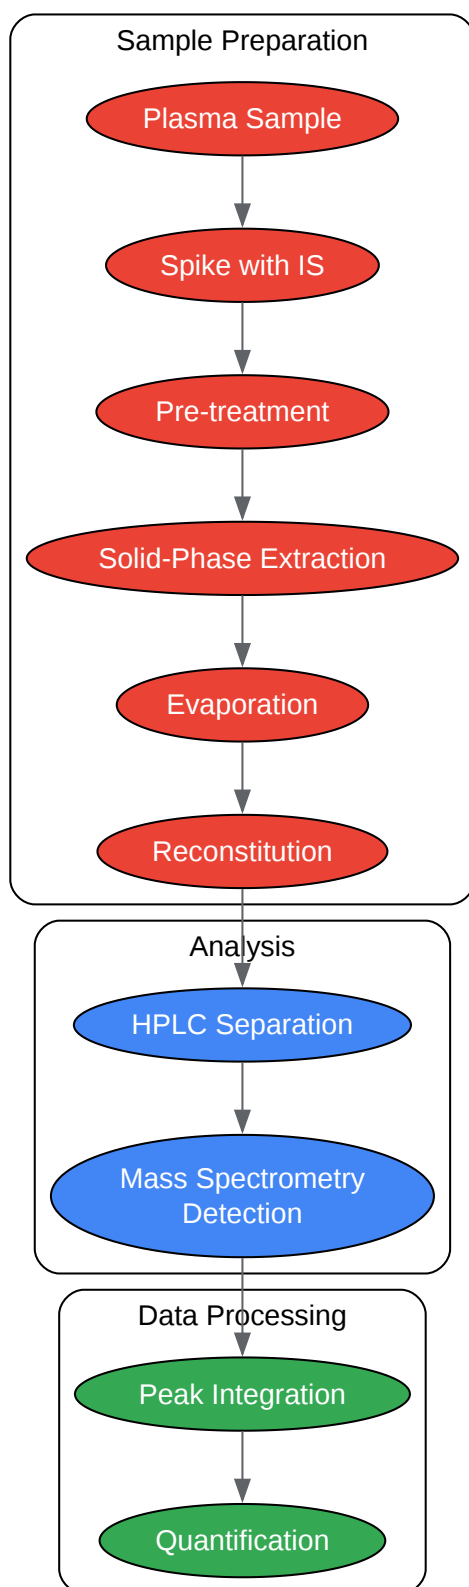 Sample Preparation
Plasma Sample
Spike with IS
Pre-treatment
Solid-Phase Extraction
Evaporation
Reconstitution
Analysis
HPLC Separation
Mass Spectrometry
Detection
Data Processing
Peak Integration
Quantification